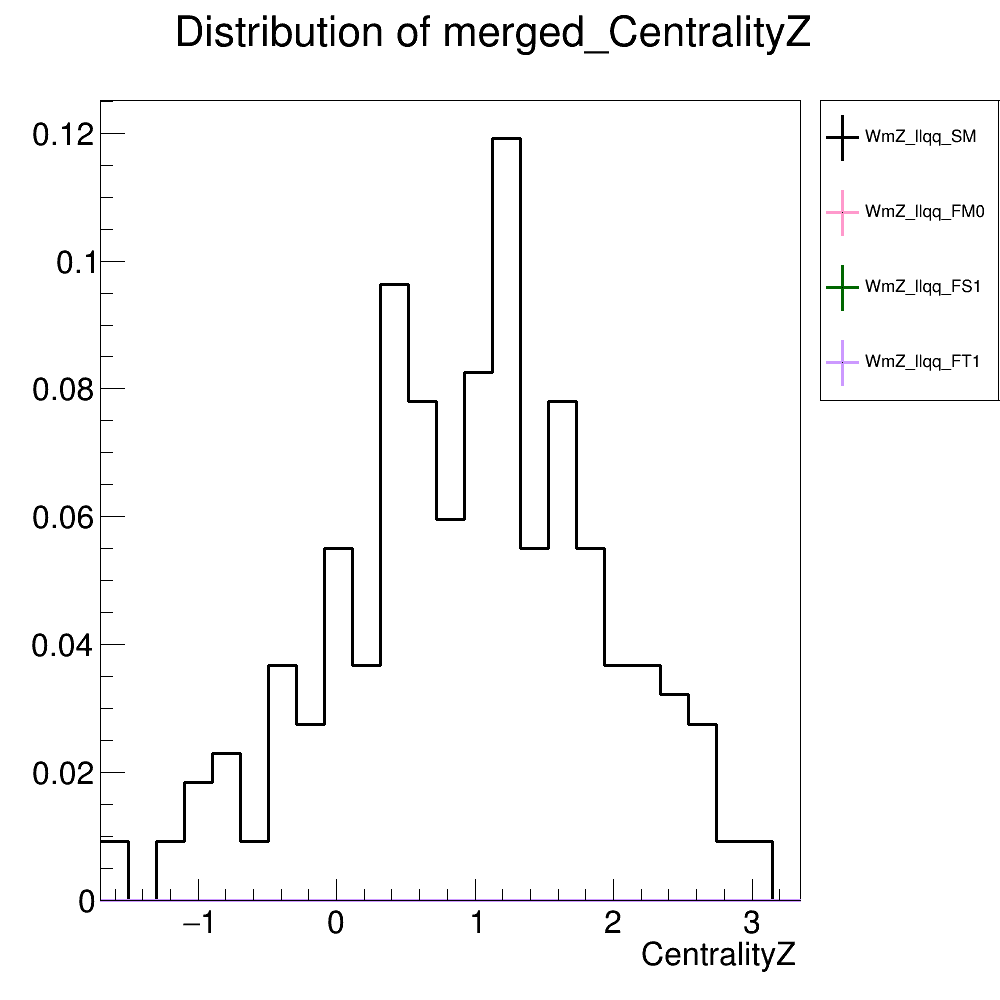 Distribution of merged_CentralityZ
0.12
0.1
0.08
0.06
0.04
0.02
0
−1 0 1 2 3
CentralityZ
WmZ_llqq_SM
WmZ_llqq_FM0
WmZ_llqq_FS1
WmZ_llqq_FT1